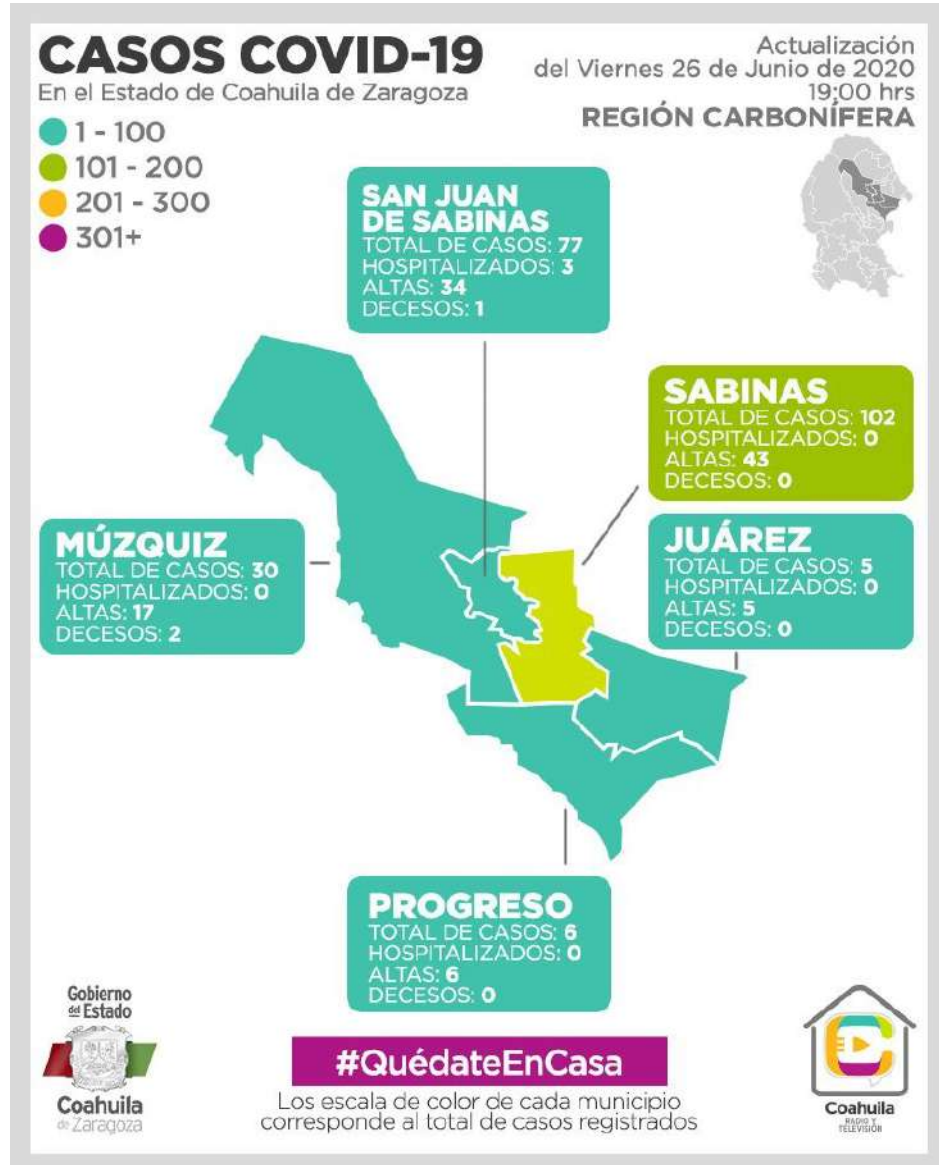 CASOS COVID-19
En el Estado de Coahuila de Zaragoza
Actualización
del Viernes 26 de Junio de 2020
19:00 hrs
REGIÓN CARBONÍFERA
1 - 100
101 - 200
201 - 300
301+
SAN JUAN
DE SABINAS
TOTAL DE CASOS: 77
HOSPITALIZADOS: 3
ALTAS: 34
DECESOS: 1
SABINAS
TOTAL DE CASOS: 102
HOSPITALIZADOS: 0
ALTAS: 43
DECESOS: 0
MÚZQUIZ
TOTAL DE CASOS: 30
HOSPITALIZADOS: 0
ALTAS: 17
DECESOS: 2
JUÁREZ
TOTAL DE CASOS: 5
HOSPITALIZADOS: 0
ALTAS: 5
DECESOS: 0
PROGRESO
TOTAL DE CASOS: 6
HOSPITALIZADOS: 0
ALTAS: 6
DECESOS: 0
Gobierno
del Estado
Coahuila
de Zaragoza
#QuédateEnCasa
Los escala de color de cada municipio
corresponde al total de casos registrados
Coahuila
RADIO Y
TELEVISIÓN